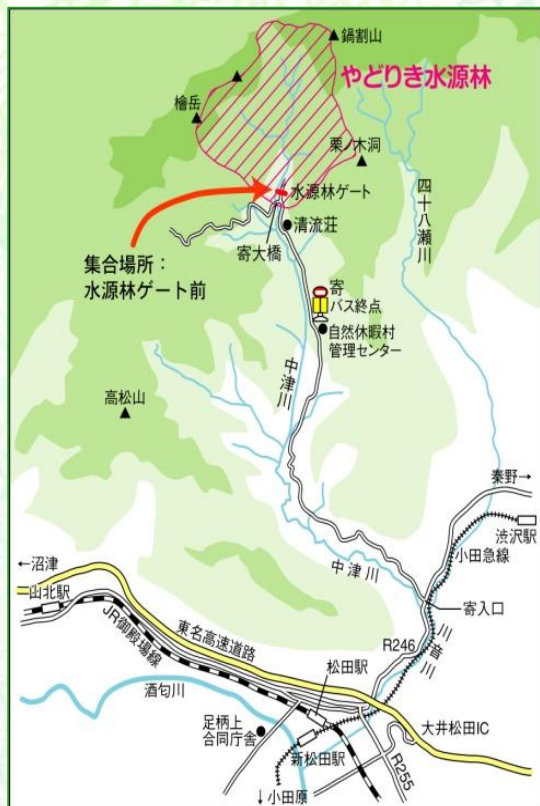 鍋割山
やどりき水源林
檜岳
栗ノ木洞
水源林ゲート
四十八瀬川
清流荘
寄大橋
集合場所:
水源林ゲート前
寄
バス終点
自然休暇村
管理センター
中津川
高松山
秦野→
渋沢駅
小田急線
←沼津
山北駅
中津川
寄入口
川音川
東名高速道路
JR御殿場線
R246
松田駅
酒匂川
足柄上
合同庁舎
大井松田IC
新松田駅
R255
↓小田原